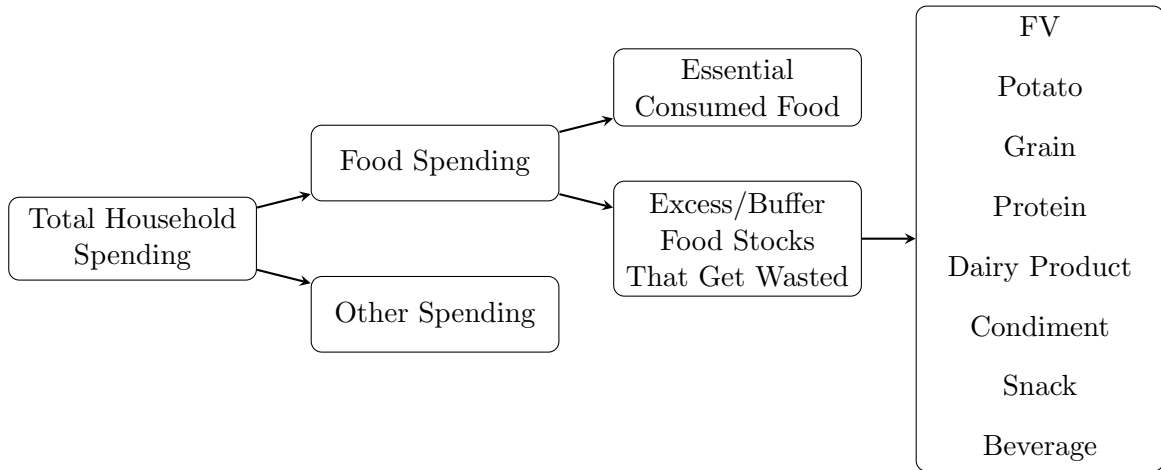 Total Household
Spending
Food Spending
Other Spending
Essential
Consumed Food
Excess/Buffer
Food Stocks
That Get Wasted
FV
Potato
Grain
Protein
Dairy Product
Condiment
Snack
Beverage